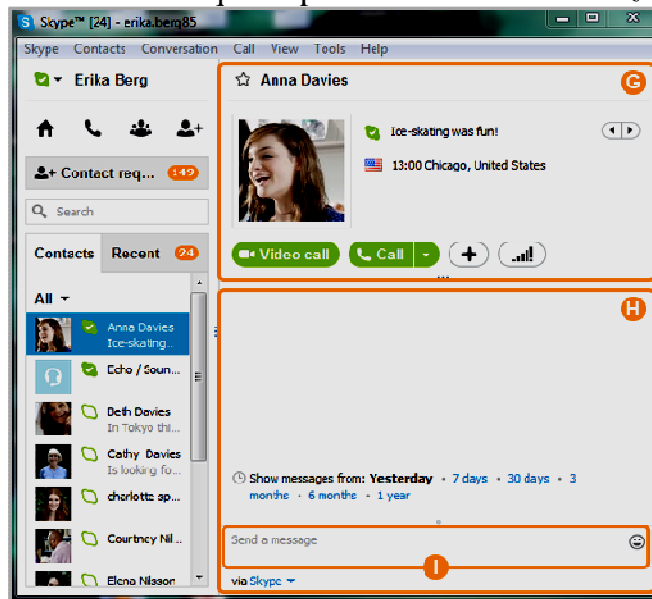 Skype™ [24] - erika.berg85
Skype Contacts Conversation Call View Tools Help
Erika Berg
Contact req... 149
Search
Contacts Recent 24
All
Anna Davies
Ice-skating...
Echo / Soun...
Beth Davies
In Tokyo thi...
Cathy Davies
Is looking fo...
charlotte sp...
Courtney Nil...
Elena Nilsson
Anna Davies
G
Ice-skating was fun!
13:00 Chicago, United States
Video call Call
H
Show messages from: Yesterday • 7 days • 30 days • 3
months • 6 months • 1 year
Send a message
I
via Skype